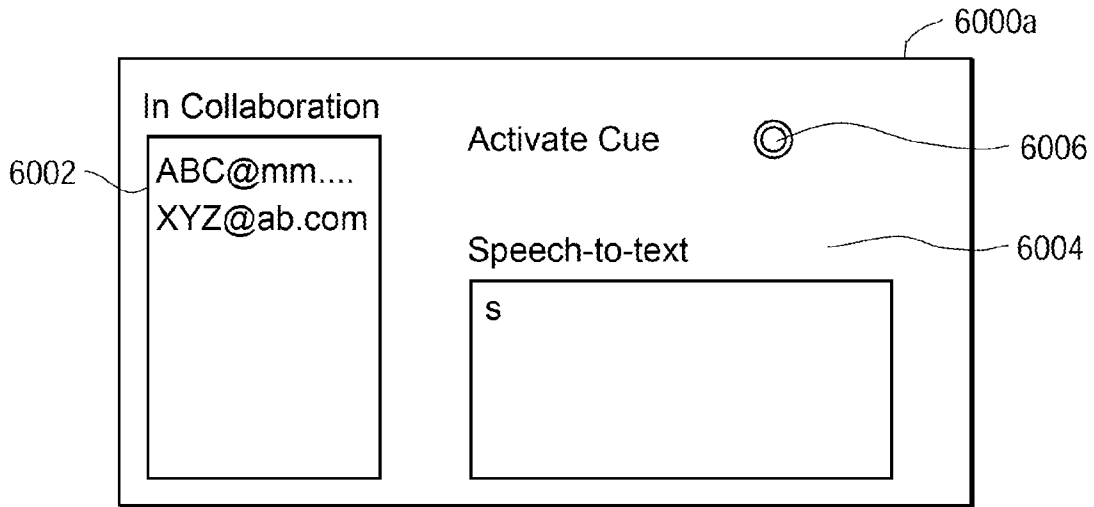 6000a
In Collaboration
Activate Cue
6006
6002
ABC@mm....
XYZ@ab.com
Speech-to-text
6004
s